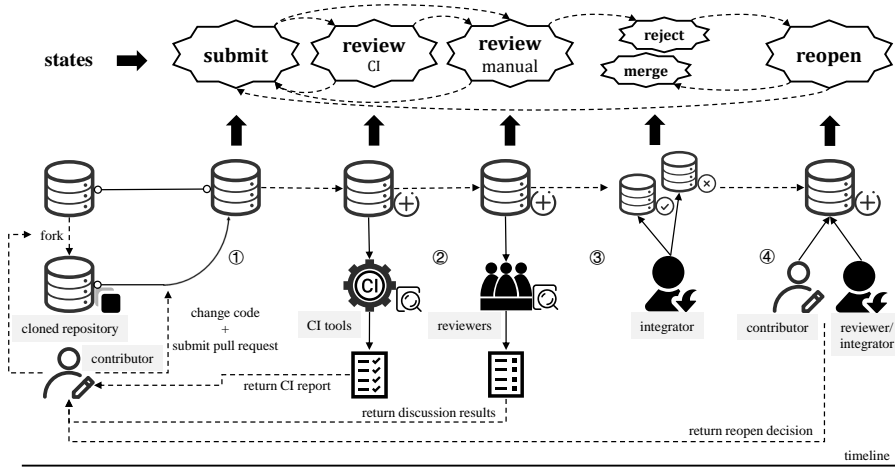 states
submit
review
CI
review
manual
reject
merge
reopen
fork
①
②
③
④
CI
cloned repository
change code
+
submit pull request
CI tools
reviewers
integrator
contributor
reviewer/
integrator
contributor
return CI report
return discussion results
return reopen decision
timeline